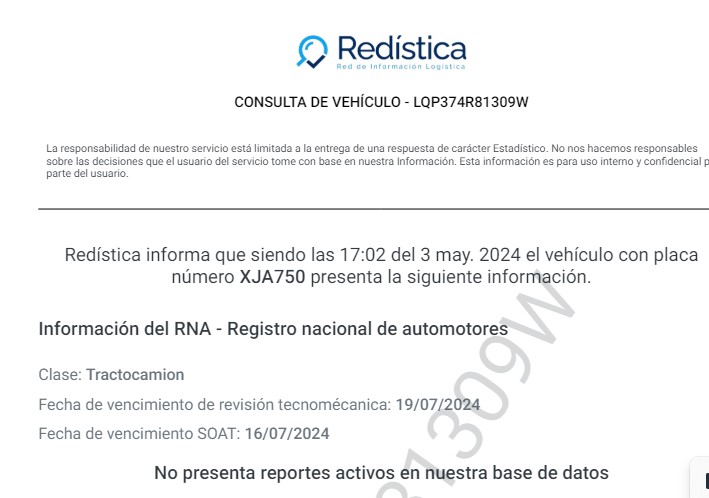 Redística
Red de Información Logística
CONSULTA DE VEHÍCULO - LQP374R81309W
La responsabilidad de nuestro servicio está limitada a la entrega de una respuesta de carácter Estadístico. No nos hacemos responsables
sobre las decisiones que el usuario del servicio tome con base en nuestra Información. Esta información es para uso interno y confidencial p
parte del usuario.
Redística informa que siendo las 17:02 del 3 may. 2024 el vehículo con placa
número XJA750 presenta la siguiente información.
Información del RNA - Registro nacional de automotores
Clase: Tractocamion
Fecha de vencimiento de revisión tecnomécanica: 19/07/2024
Fecha de vencimiento SOAT: 16/07/2024
No presenta reportes activos en nuestra base de datos
81309W